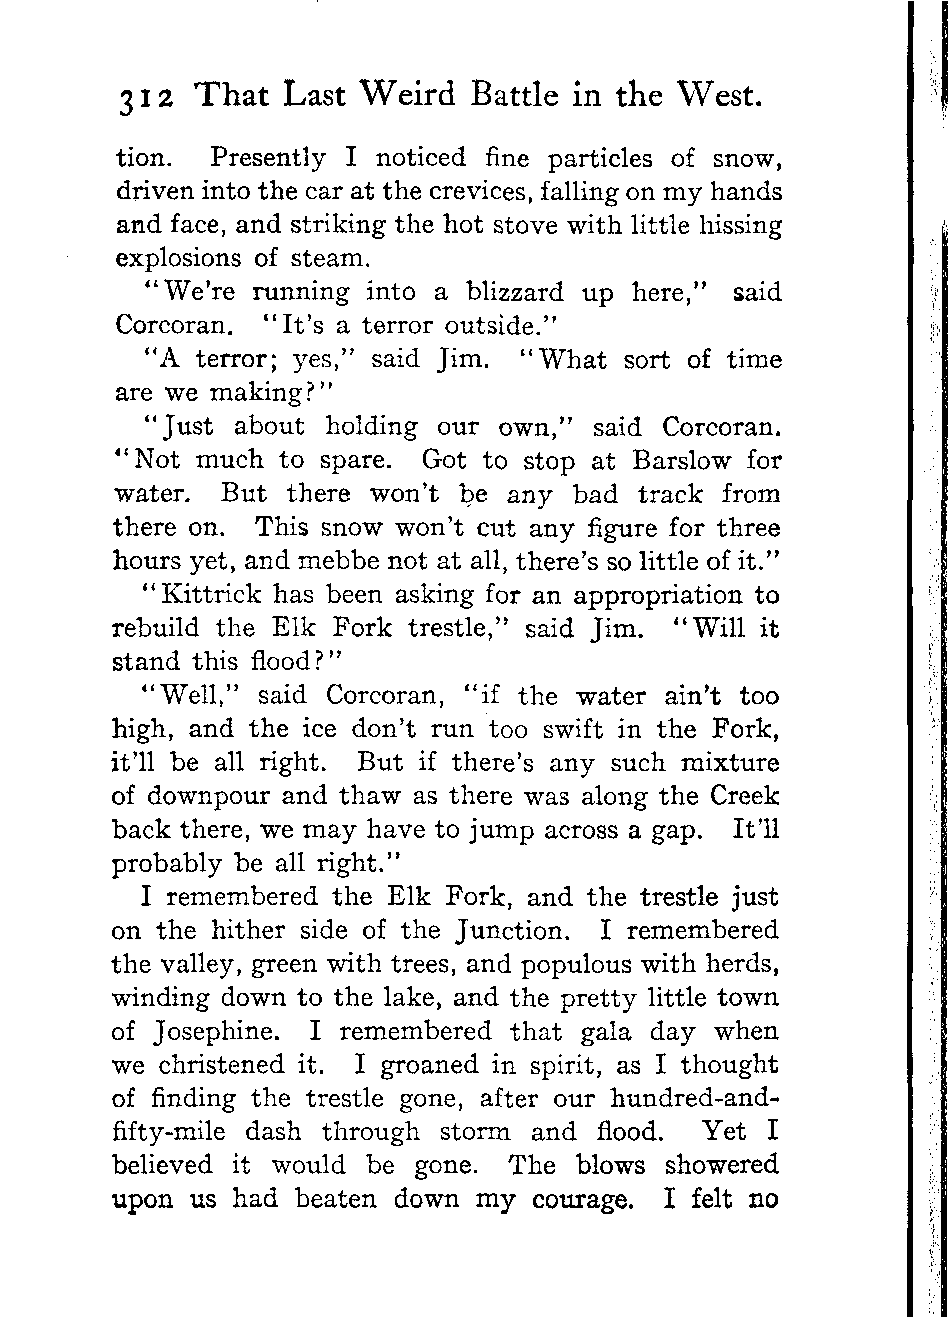 312 That Last Weird Battle in the West.
tion. Presently I noticed fine particles of snow,
driven into the car at the crevices, falling on my hands
and face, and striking the hot stove with little hissing
explosions of steam.
"We're running into a blizzard up here," said
Corcoran. "It's a terror outside."
"A terror; yes," said Jim. "What sort of time
are we making?"
"Just about holding our own," said Corcoran.
"Not much to spare. Got to stop at Barslow for
water. But there won't be any bad track from
there on. This snow won't cut any figure for three
hours yet, and mebbe not at all, there's so little of it."
"Kittrick has been asking for an appropriation to
rebuild the Elk Fork trestle," said Jim. "Will it
stand this flood?"
"Well," said Corcoran, "if the water ain't too
high, and the ice don't run too swift in the Fork,
it'll be all right. But if there's any such mixture
of downpour and thaw as there was along the Creek
back there, we may have to jump across a gap. It'll
probably be all right."
I remembered the Elk Fork, and the trestle just
on the hither side of the Junction. I remembered
the valley, green with trees, and populous with herds,
winding down to the lake, and the pretty little town
of Josephine. I remembered that gala day when
we christened it. I groaned in spirit, as I thought
of finding the trestle gone, after our hundred-and-
fifty-mile dash through storm and flood. Yet I
believed it would be gone. The blows showered
upon us had beaten down my courage. I felt no